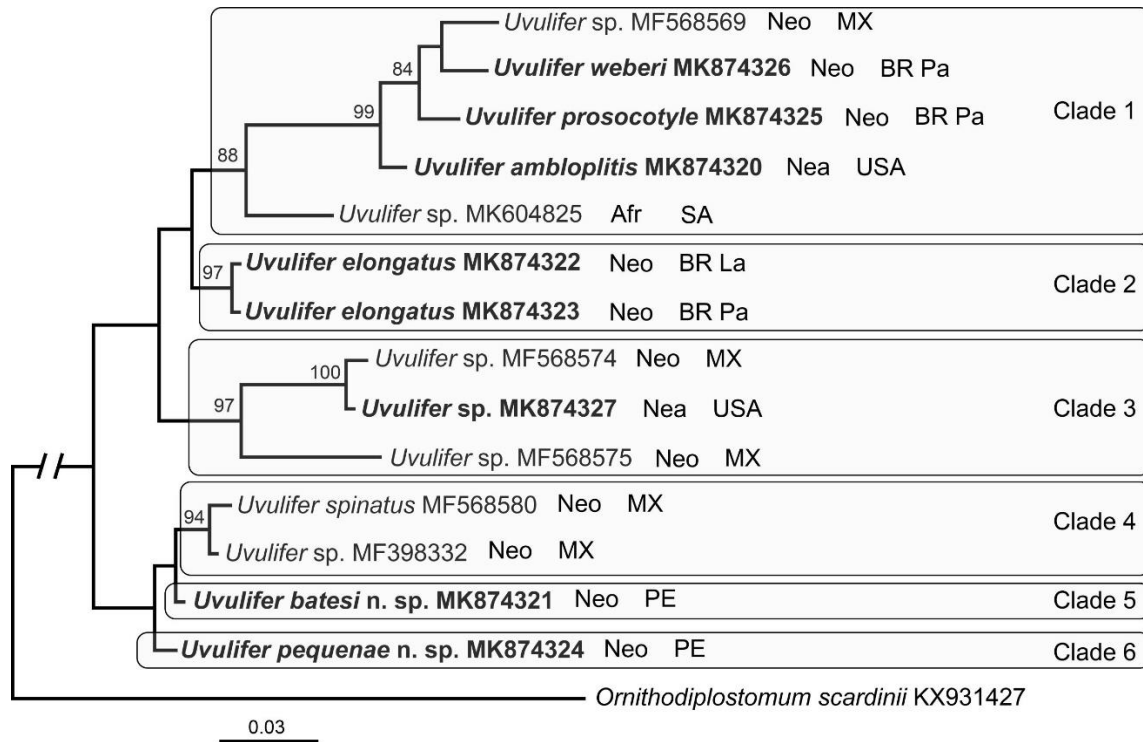 Uvulifer sp. MF568569 Neo MX
84
Uvulifer weberi MK874326 Neo BR Pa
99
Uvulifer prosocotyle MK874325 Neo BR Pa
Clade 1
88
Uvulifer ambloplitis MK874320 Nea USA
Uvulifer sp. MK604825 Afr SA
97
Uvulifer elongatus MK874322 Neo BR La
Clade 2
Uvulifer elongatus MK874323 Neo BR Pa
Uvulifer sp. MF568574 Neo MX
100
97
Uvulifer sp. MK874327 Nea USA
Clade 3
Uvulifer sp. MF568575 Neo MX
Uvulifer spinatus MF568580 Neo MX
94
Clade 4
Uvulifer sp. MF398332 Neo MX
Uvulifer batesi n. sp. MK874321 Neo PE
Clade 5
Uvulifer pequenae n. sp. MK874324 Neo PE
Clade 6
Ornithodiplostomum scardinii KX931427
0.03